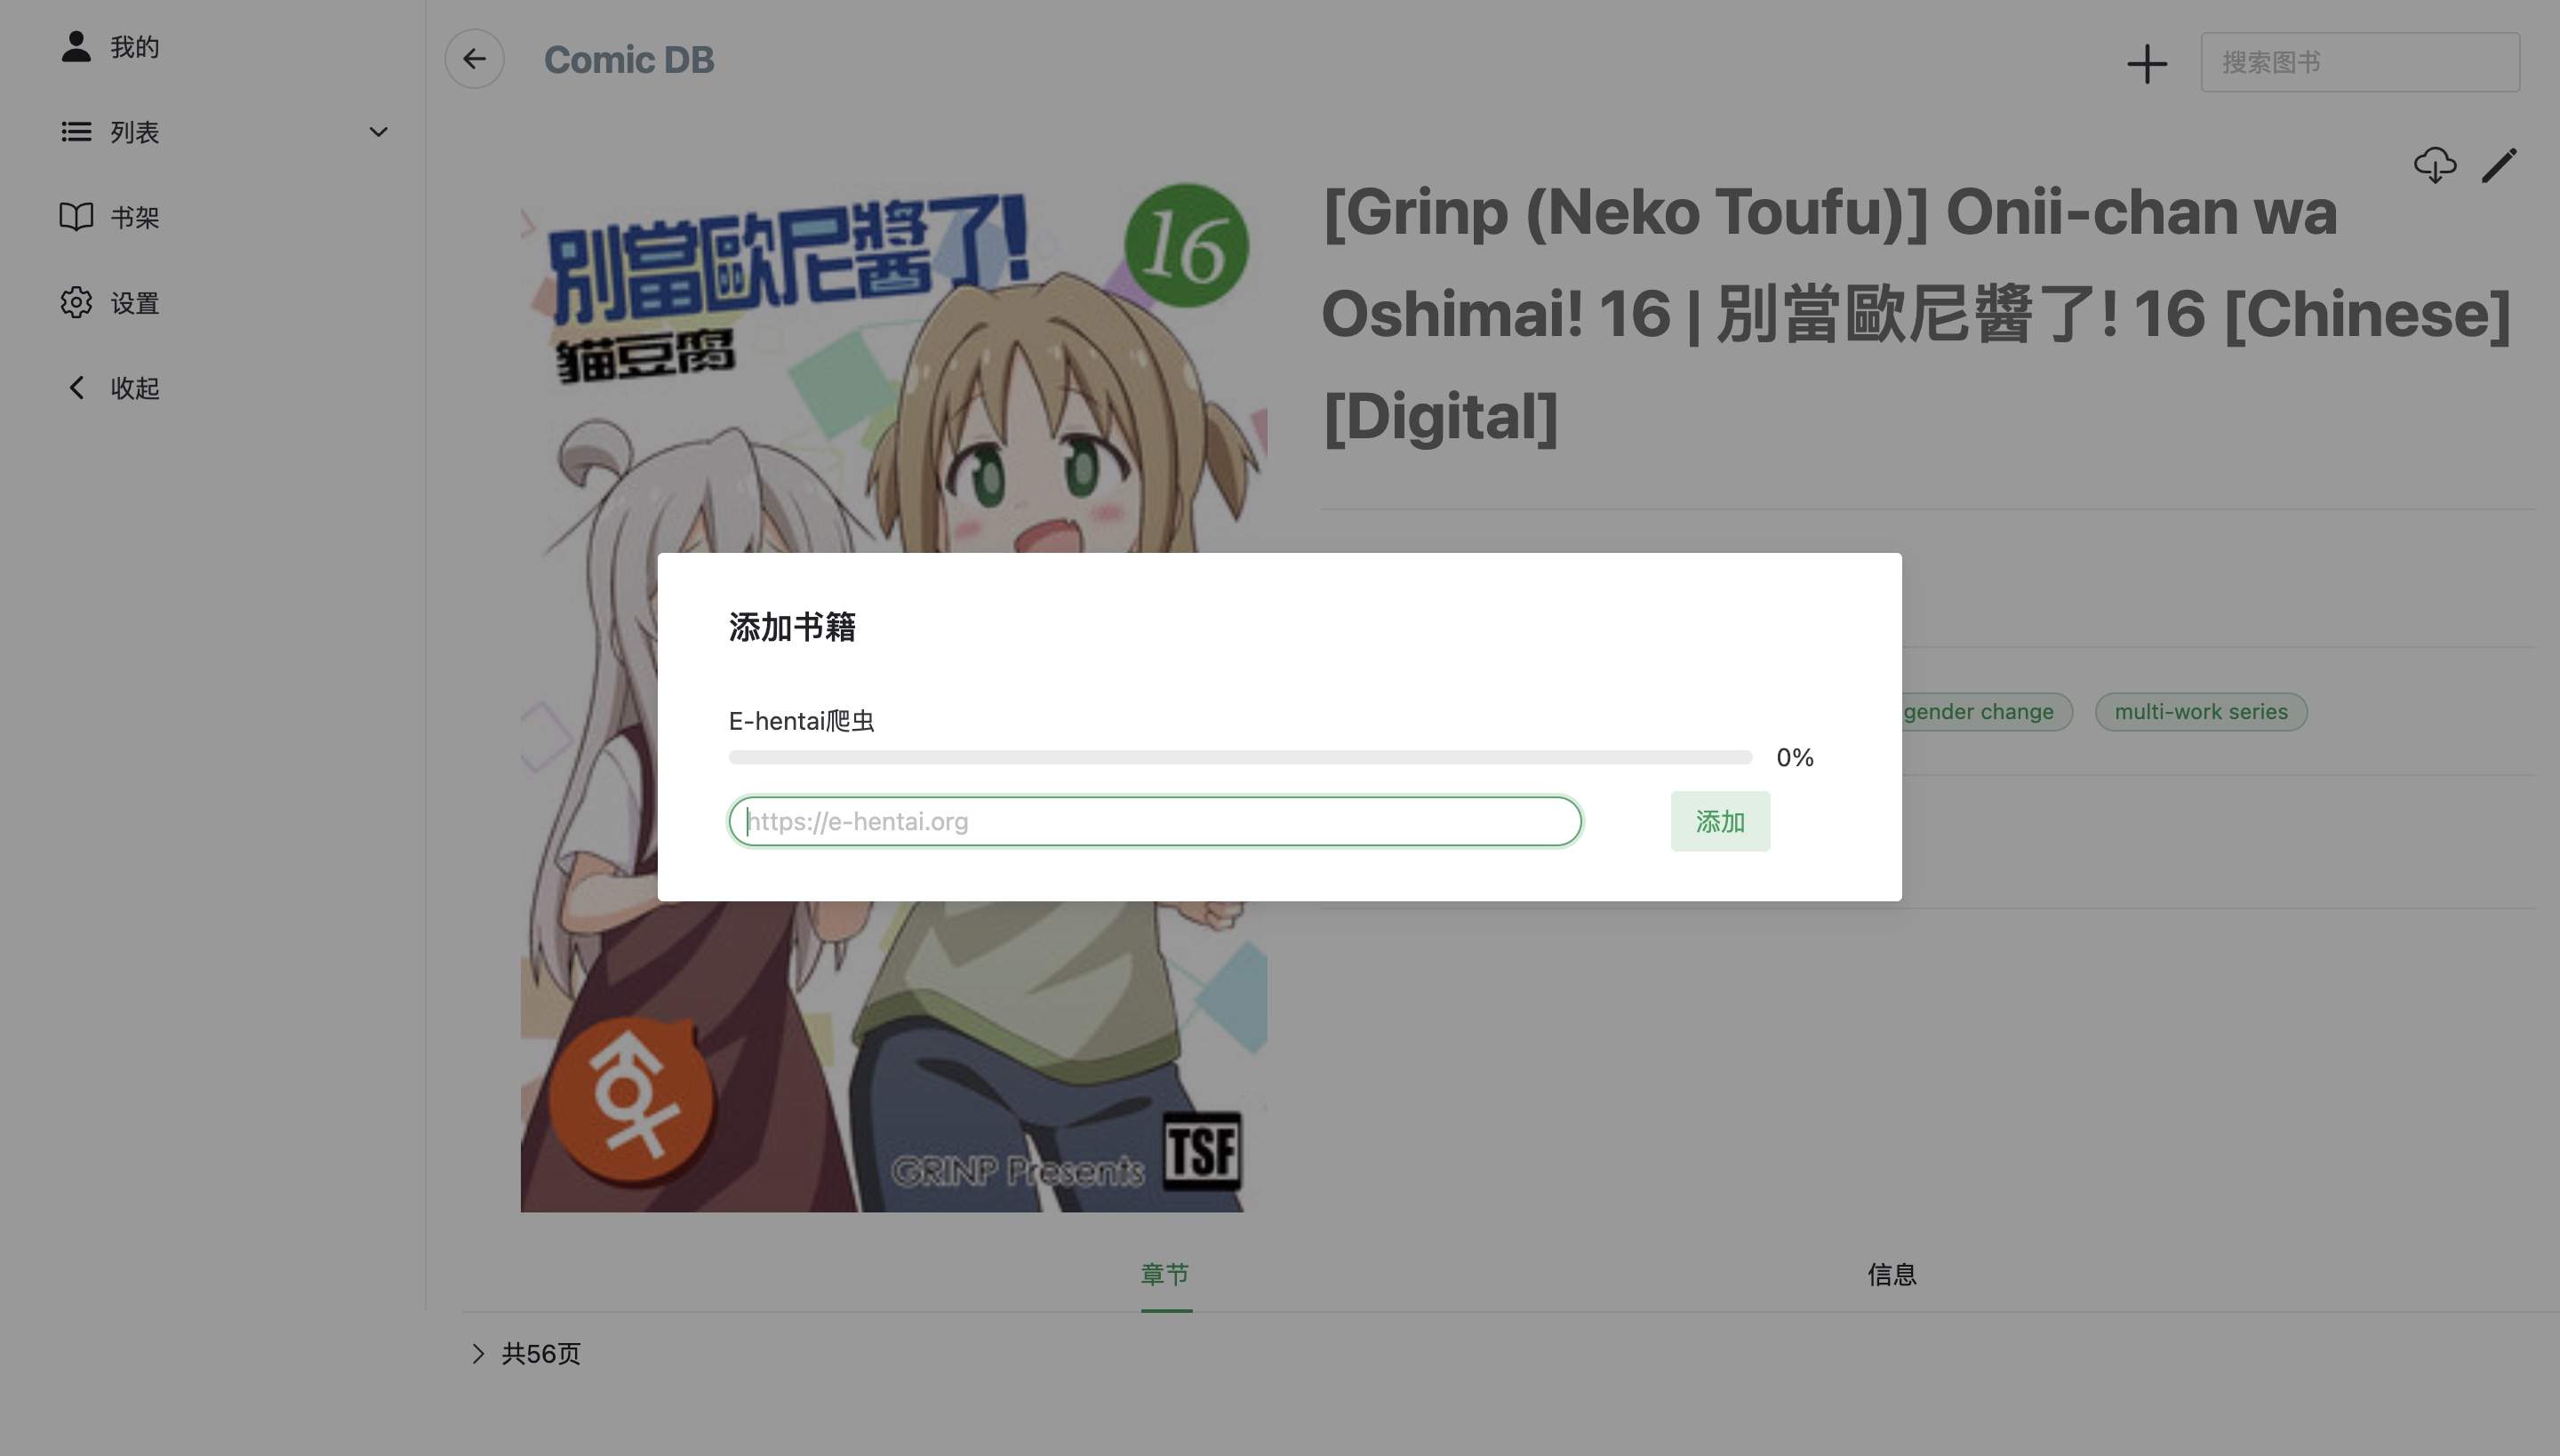 我的
列表
书架
设置
收起
Comic DB
搜索图书
別當歐尼醬了!
16
貓豆腐
[Grinp (Neko Toufu)] Onii-chan wa
Oshimai! 16 | 別當歐尼醬了! 16 [Chinese]
[Digital]
添加书籍
E-hentai爬虫
0%
https://e-hentai.org
添加
gender change
multi-work series
GRINP Presents
TSF
章节
信息
共56页